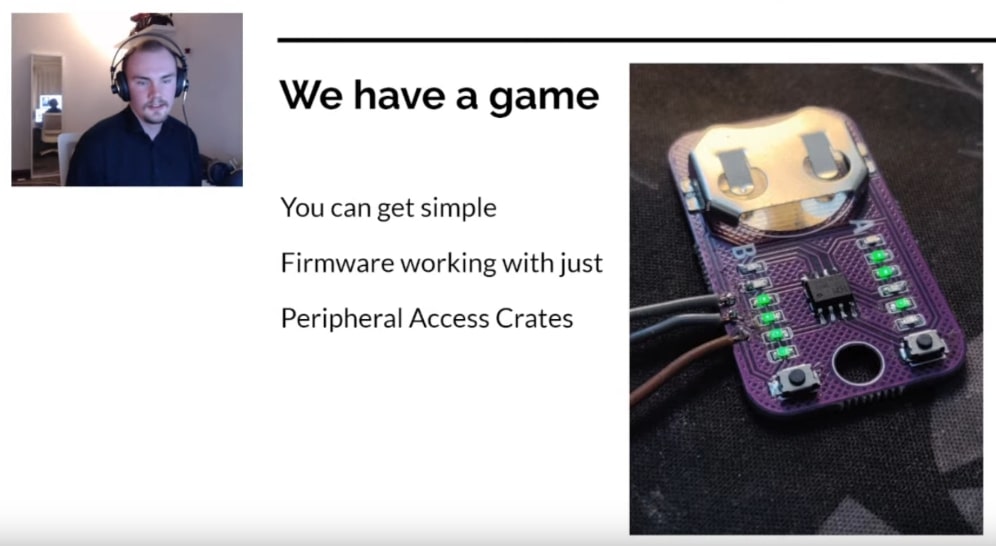 We have a game
You can get simple
Firmware working with just
Peripheral Access Crates
B
A